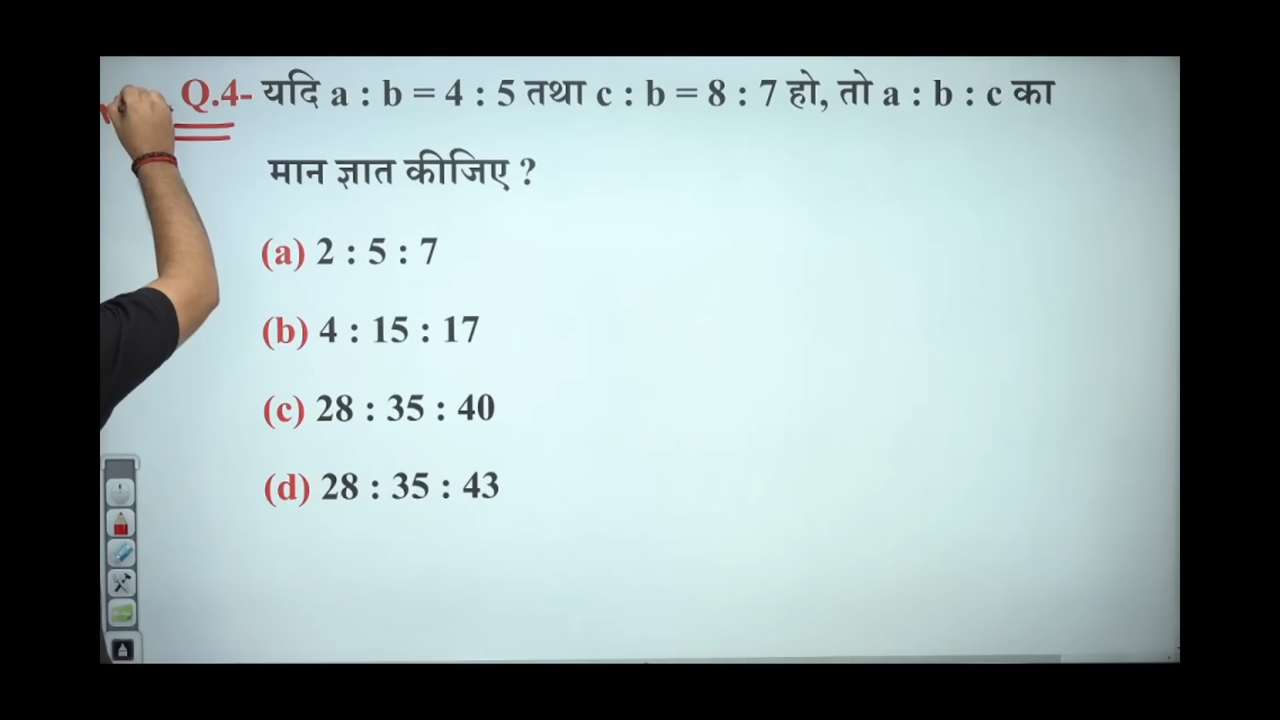 Q.4- यदि a : b = 4 : 5 तथा c : b = 8 : 7 हो, तो a : b : c का
मान ज्ञात कीजिए ?
(a) 2 : 5 : 7
(b) 4 : 15 : 17
(c) 28 : 35 : 40
(d) 28 : 35 : 43